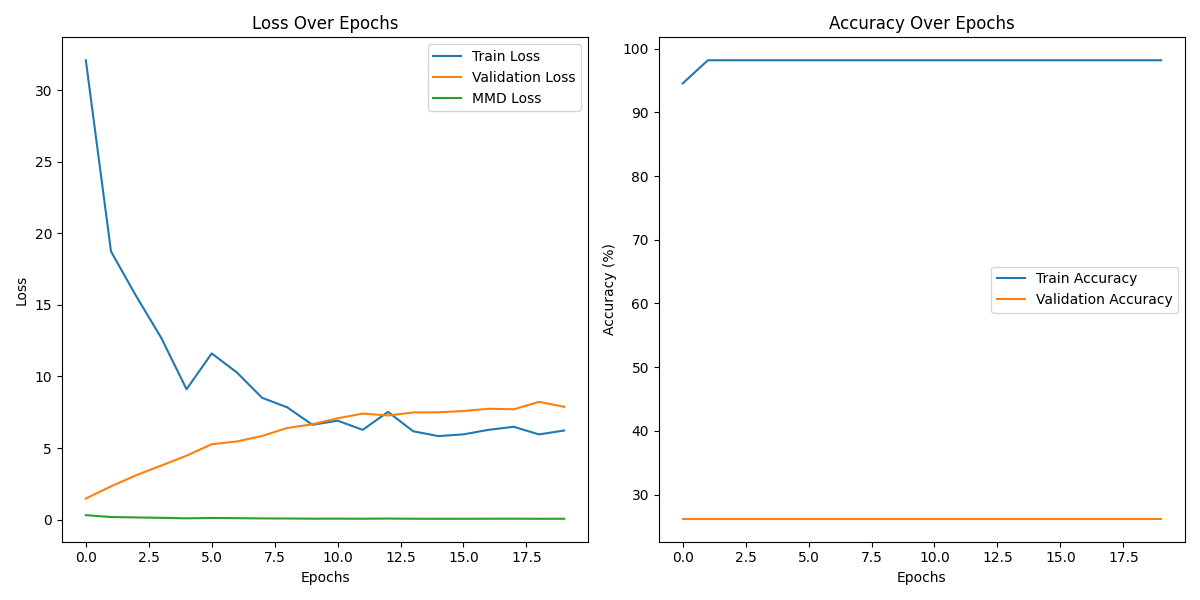 Loss Over Epochs
Train Loss
Validation Loss
MMD Loss
30
25
20
15
10
5
0
Loss
0.0 2.5 5.0 7.5 10.0 12.5 15.0 17.5
Epochs
Accuracy Over Epochs
100
90
80
70
60
50
40
30
Accuracy (%)
Train Accuracy
Validation Accuracy
0.0 2.5 5.0 7.5 10.0 12.5 15.0 17.5
Epochs